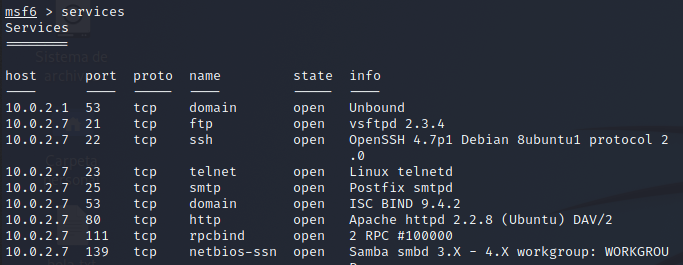 msf6 > services
Services
========
host port proto name state info
---- ---- ----- ---- ----- ----
10.0.2.1 53 tcp domain open Unbound
10.0.2.7 21 tcp ftp open vsftpd 2.3.4
10.0.2.7 22 tcp ssh open OpenSSH 4.7p1 Debian 8ubuntu1 protocol 2
.0
10.0.2.7 23 tcp telnet open Linux telnetd
10.0.2.7 25 tcp smtp open Postfix smtpd
10.0.2.7 53 tcp domain open ISC BIND 9.4.2
10.0.2.7 80 tcp http open Apache httpd 2.2.8 (Ubuntu) DAV/2
10.0.2.7 111 tcp rpcbind open 2 RPC #100000
10.0.2.7 139 tcp netbios-ssn open Samba smbd 3.X - 4.X workgroup: WORKGROU
Sistema de
Carpeta